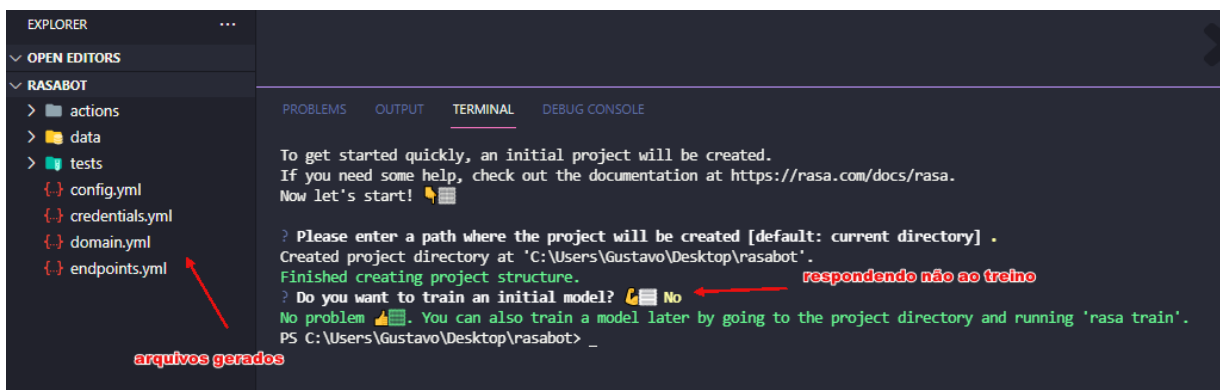 EXPLORER ...
OPEN EDITORS
RASABOT
actions
data
tests
{..} config.yml
{..} credentials.yml
{..} domain.yml
{..} endpoints.yml
arquivos gerados
PROBLEMS OUTPUT TERMINAL DEBUG CONSOLE
To get started quickly, an initial project will be created.
If you need some help, check out the documentation at https://rasa.com/docs/rasa.
Now let's start! 👇
? Please enter a path where the project will be created [default: current directory] .
Created project directory at 'C:\Users\Gustavo\Desktop\rasabot'.
Finished creating project structure.
respondendo não ao treino
? Do you want to train an initial model? 💪 No
No problem 👍. You can also train a model later by going to the project directory and running 'rasa train'.
PS C:\Users\Gustavo\Desktop\rasabot> _